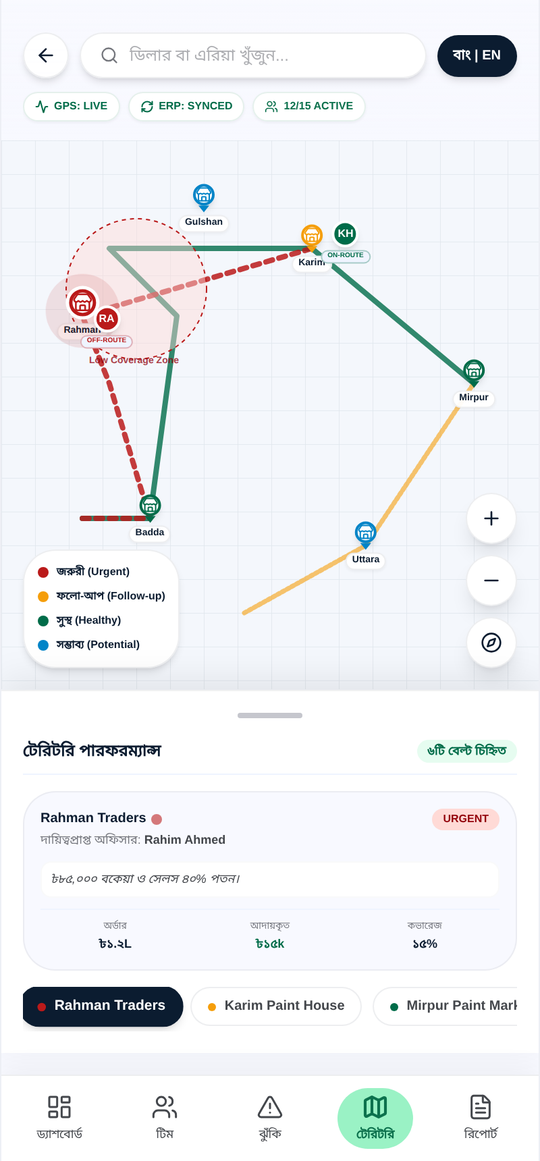 ডিলার বা এরিয়া খুঁজুন...
বাং | EN
GPS: LIVE
ERP: SYNCED
12/15 ACTIVE
Gulshan
KH
Karim
ON-ROUTE
RA
Rahman
OFF-ROUTE
Low Coverage Zone
Mirpur
Badda
Uttara
জরুরী (Urgent)
ফলো-আপ (Follow-up)
সুস্থ (Healthy)
সম্ভাব্য (Potential)
টেরিটরি পারফরম্যান্স
৬টি বেল্ট চিহ্নিত
Rahman Traders
URGENT
দায়িত্বপ্রাপ্ত অফিসার: Rahim Ahmed
৳৮৫,০০০ বকেয়া ও সেলস ৪০% পতন।
অর্ডার
আদায়কৃত
কভারেজ
৳১.২L
৳১৫k
১৫%
Rahman Traders
Karim Paint House
Mirpur Paint Mark
ড্যাশবোর্ড
টিম
ঝুঁকি
টেরিটরি
রিপোর্ট